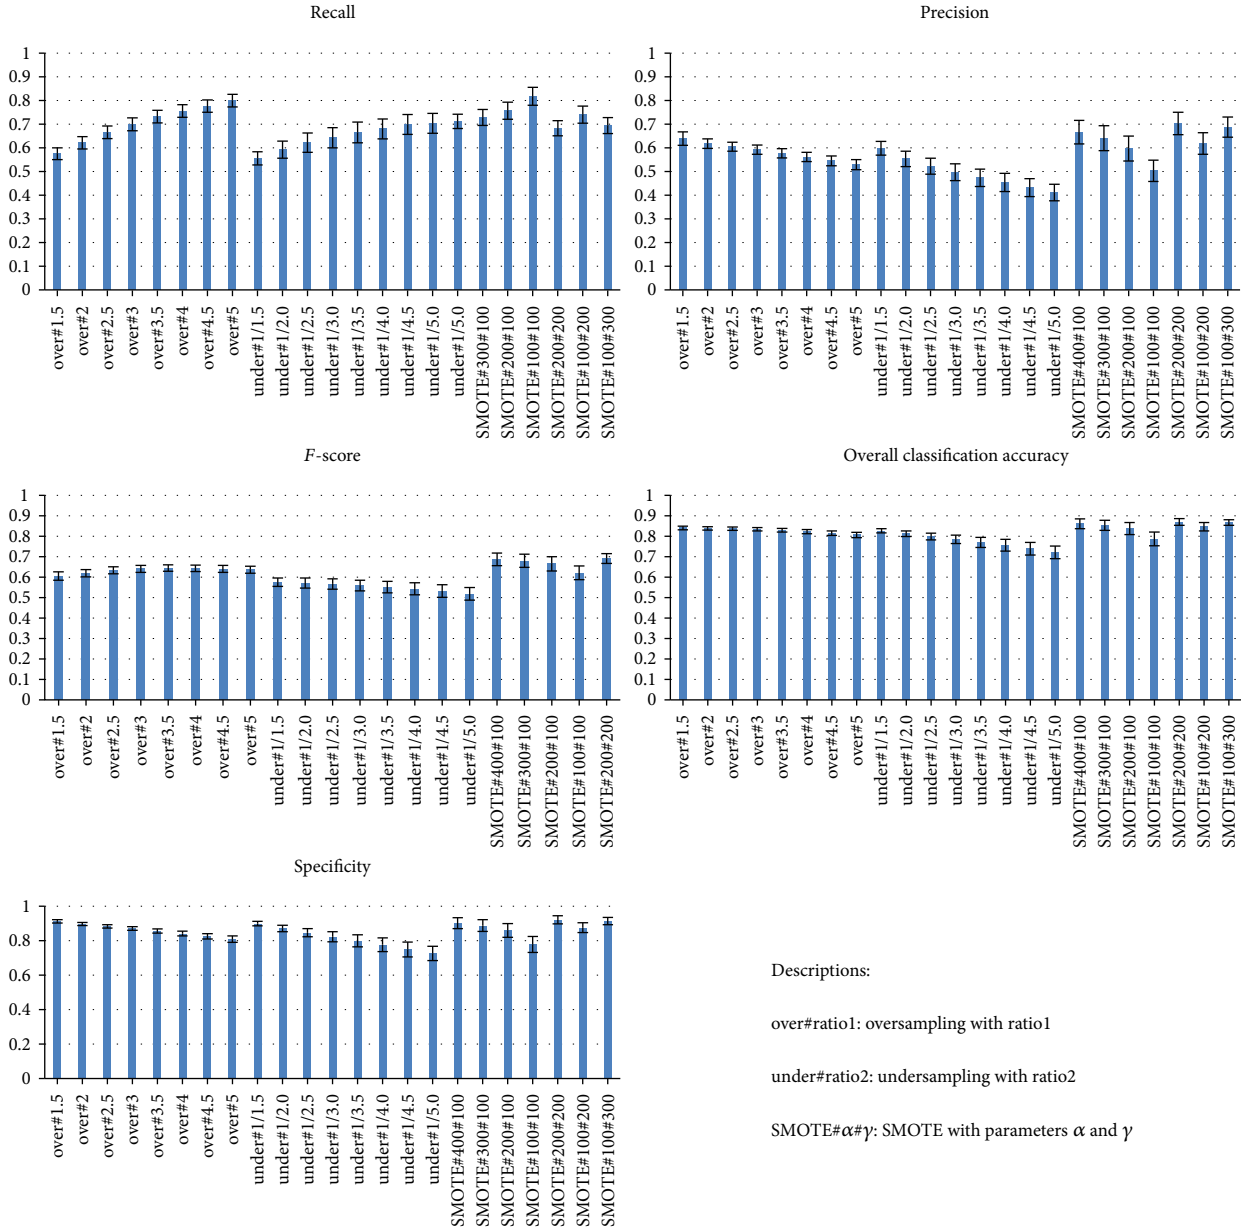 Recall
1
0.9
0.8
0.7
0.6
0.5
0.4
0.3
0.2
0.1
0
over#1.5
over#2
over#2.5
over#3
over#3.5
over#4
over#4.5
over#5
under#1/1.5
under#1/2.0
under#1/2.5
under#1/3.0
under#1/3.5
under#1/4.0
under#1/4.5
under#1/5.0
under#1/5.0
SMOTE#300#100
SMOTE#200#100
SMOTE#100#100
SMOTE#200#200
SMOTE#100#200
SMOTE#100#300
Precision
1
0.9
0.8
0.7
0.6
0.5
0.4
0.3
0.2
0.1
0
over#1.5
over#2
over#2.5
over#3
over#3.5
over#4
over#4.5
over#5
under#1/1.5
under#1/2.0
under#1/2.5
under#1/3.0
under#1/3.5
under#1/4.0
under#1/4.5
under#1/5.0
SMOTE#400#100
SMOTE#300#100
SMOTE#200#100
SMOTE#100#100
SMOTE#200#200
SMOTE#100#200
SMOTE#100#300
F-score
1
0.9
0.8
0.7
0.6
0.5
0.4
0.3
0.2
0.1
0
over#1.5
over#2
over#2.5
over#3
over#3.5
over#4
over#4.5
over#5
under#1/1.5
under#1/2.0
under#1/2.5
under#1/3.0
under#1/3.5
under#1/4.0
under#1/4.5
under#1/5.0
SMOTE#400#100
SMOTE#300#100
SMOTE#200#100
SMOTE#100#100
SMOTE#200#200
Overall classification accuracy
1
0.9
0.8
0.7
0.6
0.5
0.4
0.3
0.2
0.1
0
over#1.5
over#2
over#2.5
over#3
over#3.5
over#4
over#4.5
over#5
under#1/1.5
under#1/2.0
under#1/2.5
under#1/3.0
under#1/3.5
under#1/4.0
under#1/4.5
under#1/5.0
SMOTE#400#100
SMOTE#300#100
SMOTE#200#100
SMOTE#100#100
SMOTE#200#200
SMOTE#100#200
SMOTE#100#300
Specificity
1
0.8
0.6
0.4
0.2
0
over#1.5
over#2
over#2.5
over#3
over#3.5
over#4
over#4.5
over#5
under#1/1.5
under#1/2.0
under#1/2.5
under#1/3.0
under#1/3.5
under#1/4.0
under#1/4.5
under#1/5.0
SMOTE#400#100
SMOTE#300#100
SMOTE#200#100
SMOTE#100#100
SMOTE#200#200
SMOTE#100#200
SMOTE#100#300
Descriptions:
over#ratio1: oversampling with ratio1
under#ratio2: undersampling with ratio2
SMOTE#α#γ: SMOTE with parameters α and γ